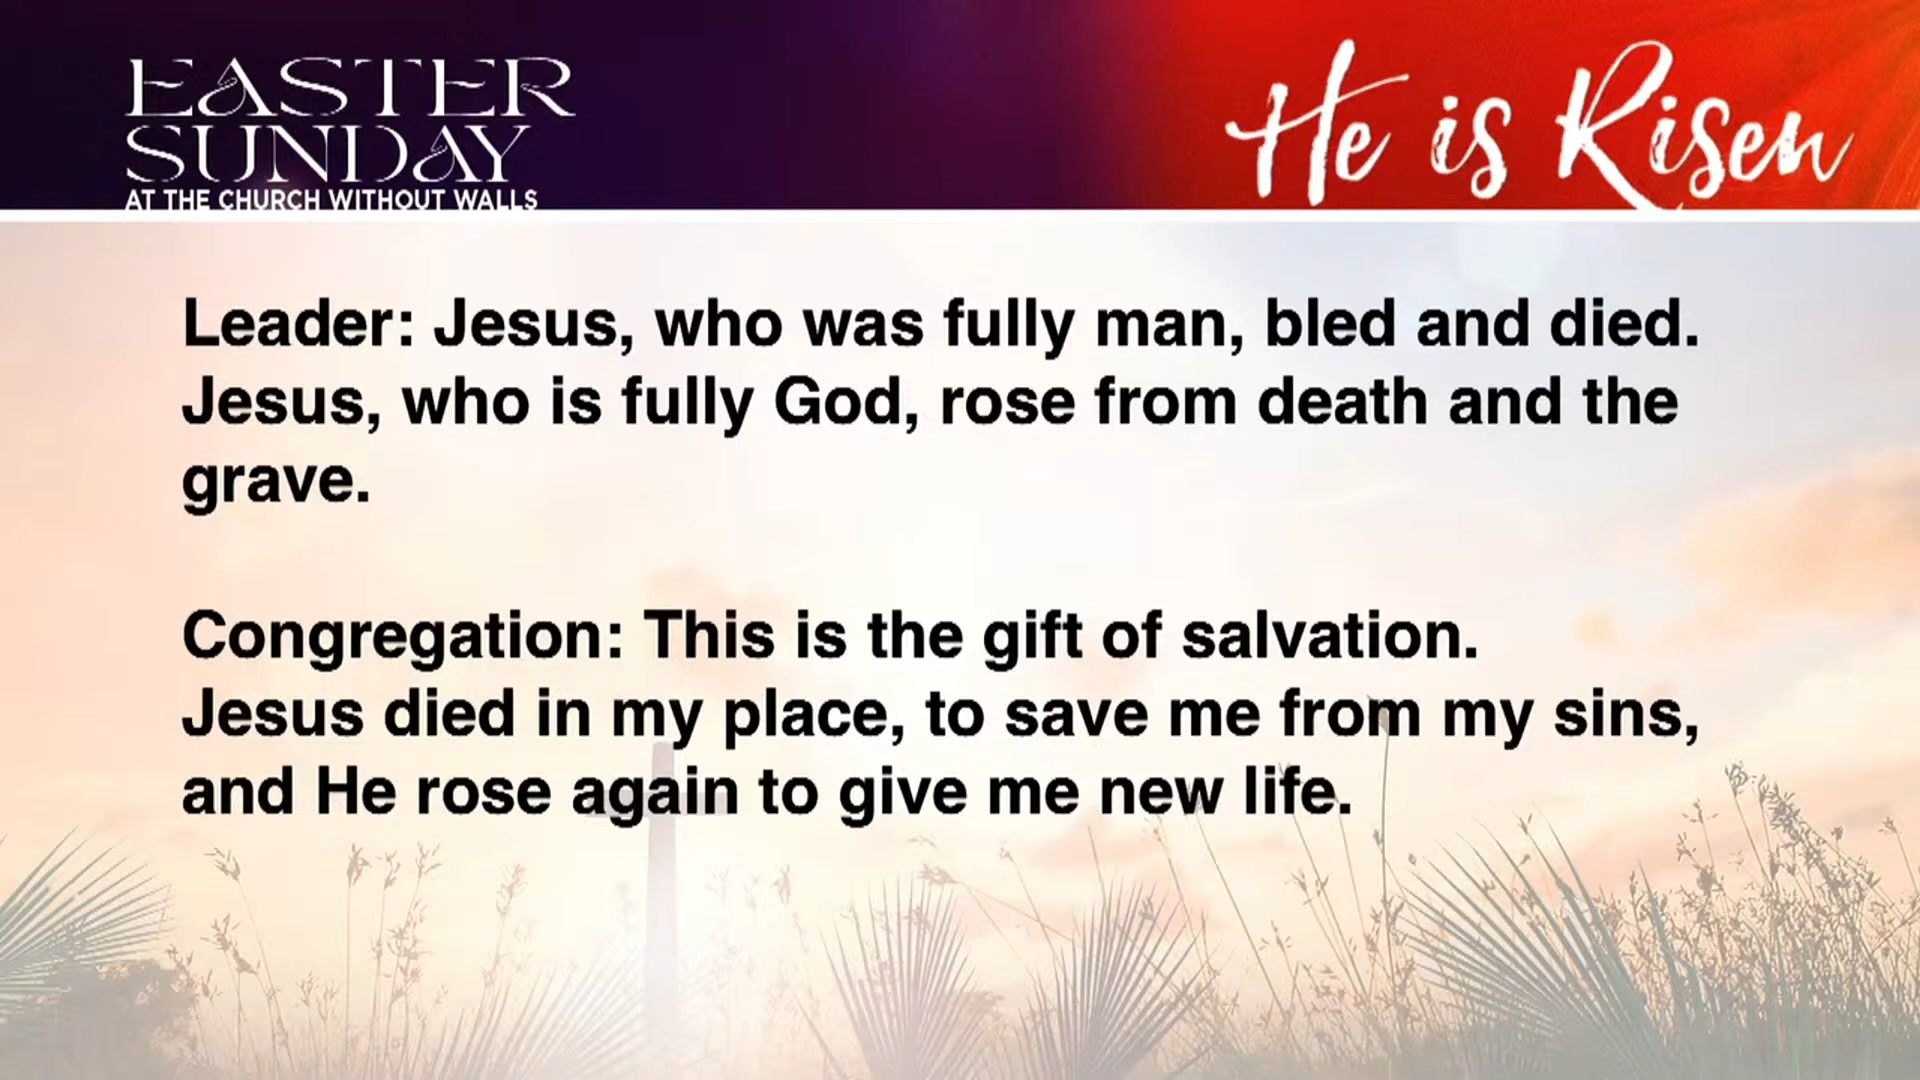 EASTER
SUNDAY
AT THE CHURCH WITHOUT WALLS
He is Risen
Leader: Jesus, who was fully man, bled and died.
Jesus, who is fully God, rose from death and the
grave.
Congregation: This is the gift of salvation.
Jesus died in my place, to save me from my sins,
and He rose again to give me new life.